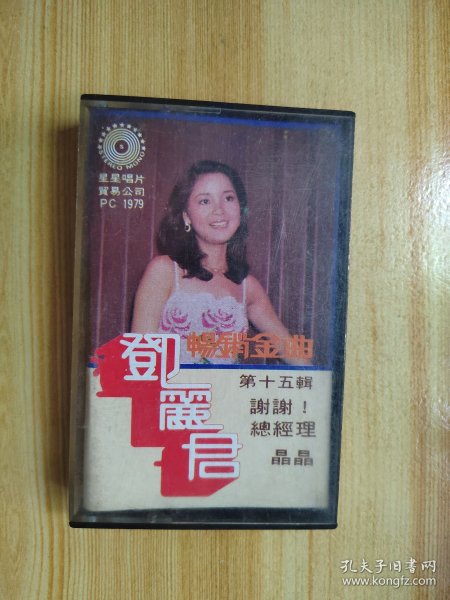 STEREO MONO
S
星星唱片
貿易公司
PC 1979
暢銷金曲
鄧麗君
第十五輯
謝謝!
總經理
晶晶
孔夫子旧书网
www.kongfz.com